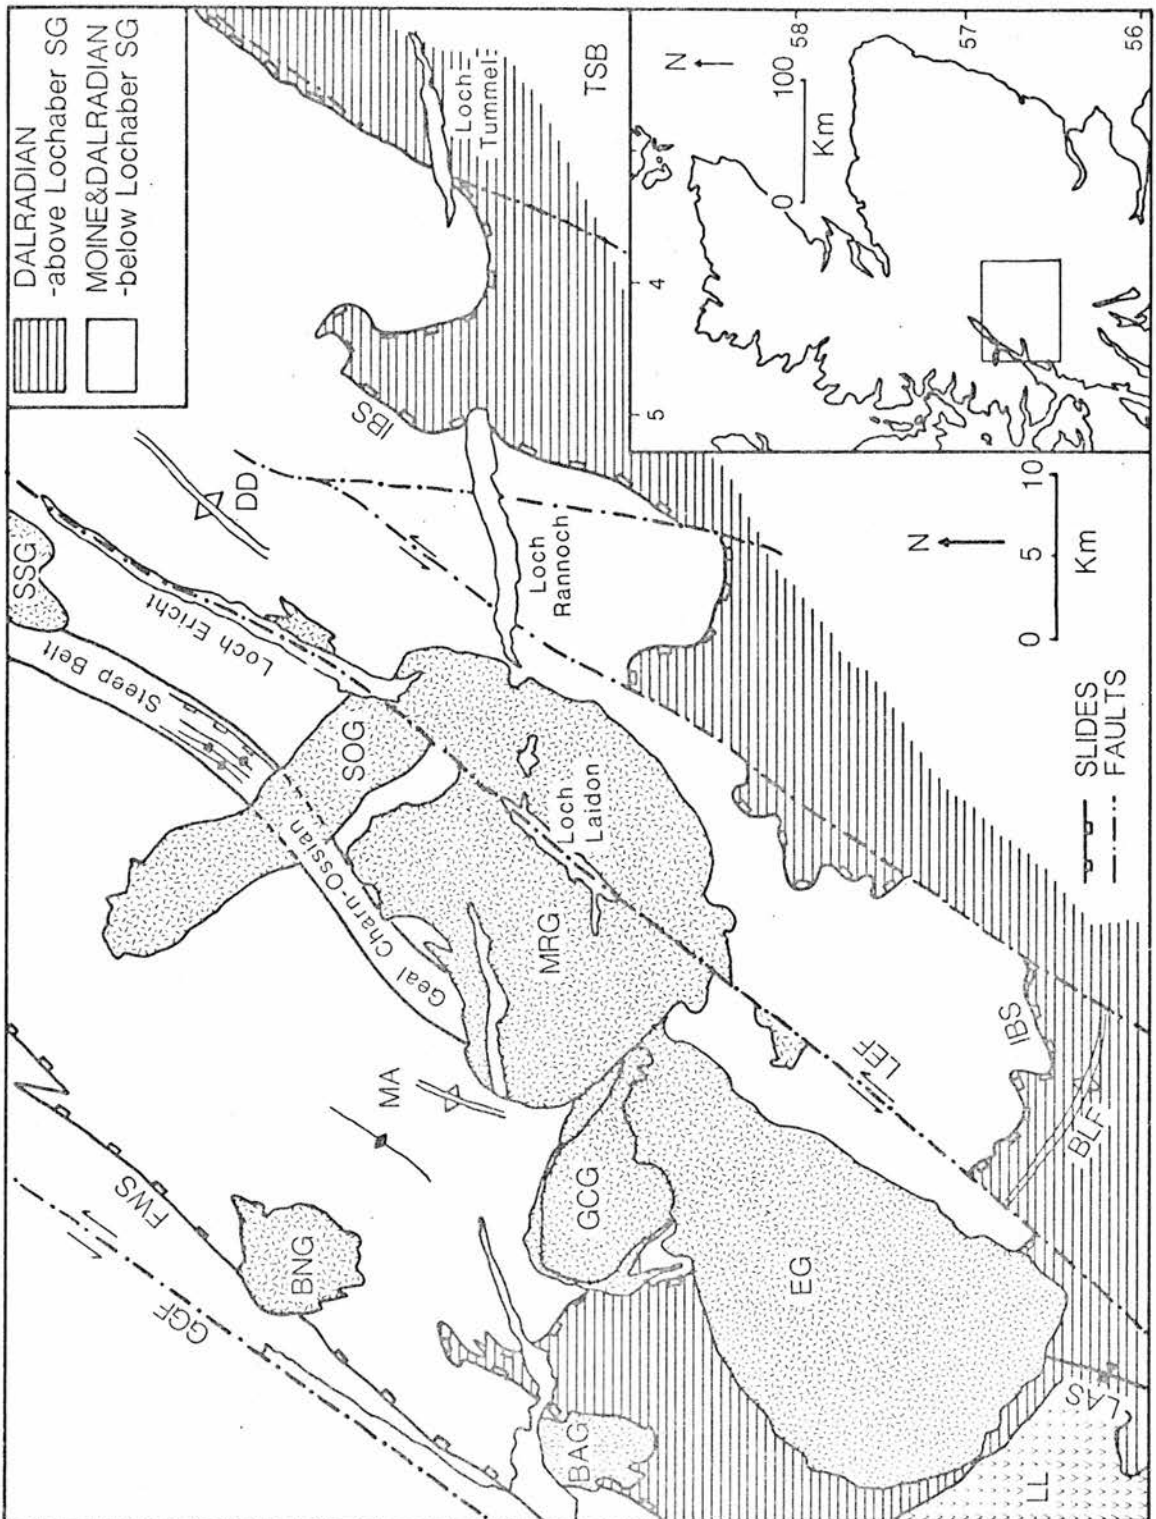 DALRADIAN
-above Lochaber SG
MOINE&DALRADIAN
-below Lochaber SG
SSG
Steep Belt
Loch Ericht
DD
IBS
Loch
Tummel
TSB
SOG
Geal Charn-Ossian
Loch
Rannoch
Loch
Laidon
MRG
MA
FWS
GGF
BNG
GCG
BAG
EG
LEF
IBS
BLF
LAS
LL
N
0 5 10
Km
SLIDES
FAULTS
N
0 100
Km
58
57
56
5
4